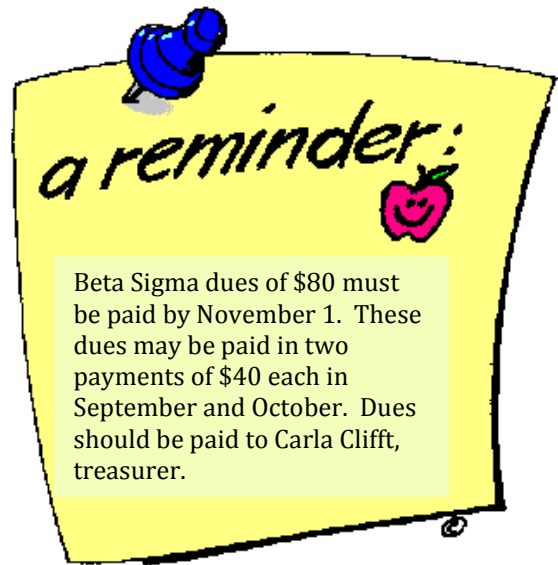 a reminder:
Beta Sigma dues of $80 must
be paid by November 1.  These
dues may be paid in two
payments of $40 each in
September and October.  Dues
should be paid to Carla Clifft,
treasurer.
©